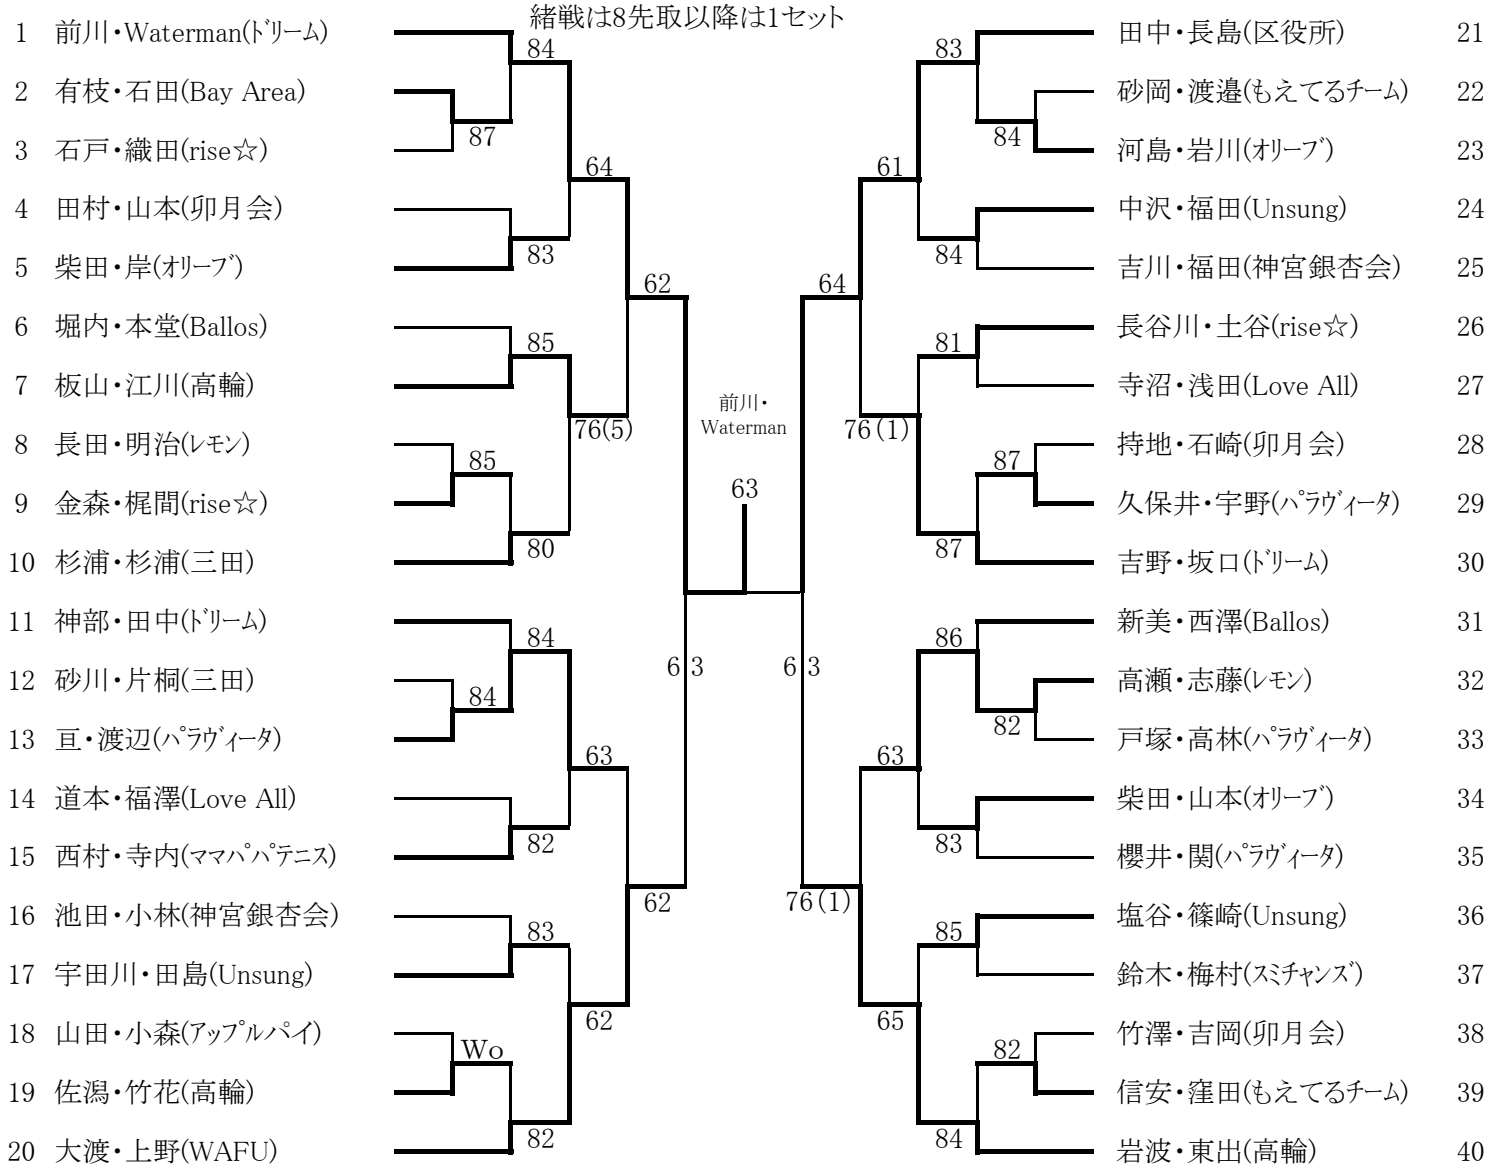 緒戦は8先取以降は1セット
1 前川・Waterman(ﾄﾞﾘｰﾑ)
2 有枝・石田(Bay Area)
3 石戸・織田(rise☆)
4 田村・山本(卯月会)
5 柴田・岸(ｵﾘｰﾌﾞ)
6 堀内・本堂(Ballos)
7 板山・江川(高輪)
8 長田・明治(ﾚﾓﾝ)
9 金森・梶間(rise☆)
10 杉浦・杉浦(三田)
11 神部・田中(ﾄﾞﾘｰﾑ)
12 砂川・片桐(三田)
13 亘・渡辺(ﾊﾟﾗｳﾞｨｰﾀ)
14 道本・福澤(Love All)
15 西村・寺内(ママパパテニス)
16 池田・小林(神宮銀杏会)
17 宇田川・田島(Unsung)
18 山田・小森(アップルパイ)
19 佐潟・竹花(高輪)
20 大渡・上野(WAFU)
84
87
83
85
85
80
84
84
82
83
Wo
82
64
76(5)
63
62
62
62
63
前川・
Waterman
63
64
63
76(1)
61
76(1)
63
65
83
84
84
81
87
87
86
82
83
85
82
84
田中・長島(区役所) 21
砂岡・渡邉(もえてるチーム) 22
河島・岩川(ｵﾘｰﾌﾞ) 23
中沢・福田(Unsung) 24
吉川・福田(神宮銀杏会) 25
長谷川・土谷(rise☆) 26
寺沼・浅田(Love All) 27
持地・石崎(卯月会) 28
久保井・宇野(ﾊﾟﾗｳﾞｨｰﾀ) 29
吉野・坂口(ﾄﾞﾘｰﾑ) 30
新美・西澤(Ballos) 31
高瀬・志藤(ﾚﾓﾝ) 32
戸塚・高林(ﾊﾟﾗｳﾞｨｰﾀ) 33
柴田・山本(ｵﾘｰﾌﾞ) 34
櫻井・関(ﾊﾟﾗｳﾞｨｰﾀ) 35
塩谷・篠崎(Unsung) 36
鈴木・梅村(スミチャンズ) 37
竹澤・吉岡(卯月会) 38
信安・窪田(もえてるチーム) 39
岩波・東出(高輪) 40